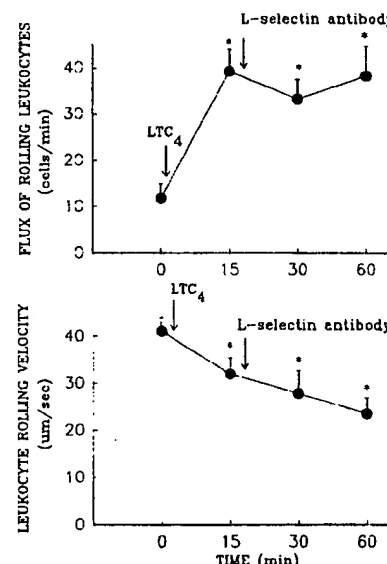 L-selectin antibody
FLUX OF ROLLING LEUKOCYTES
(cells/min)
40
30
20
10
0
LTC4
*
*
*
0 15 30 60
LTC4
L-selectin antibody
LEUKOCYTE ROLLING VELOCITY
(um/sec)
40
30
20
10
0
*
*
*
0 15 30 60
TIME (min)